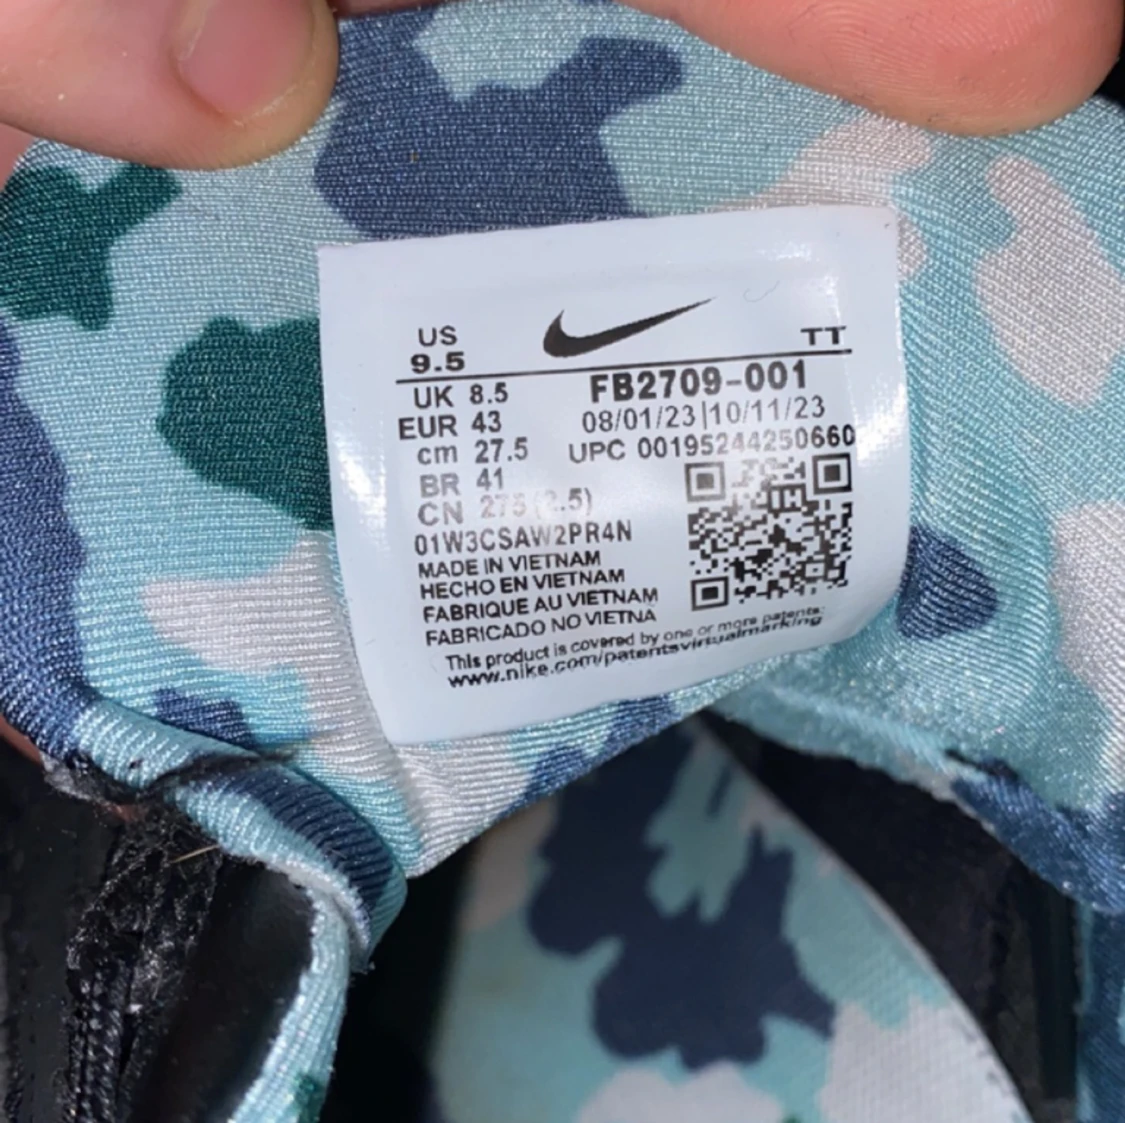 US TT
9.5
UK 8.5 FB2709-001
EUR 43 08/01/23|10/11/23
cm 27.5 UPC 00195244250660
BR 41
CN 275 (2.5)
01W3CSAW2PR4N
MADE IN VIETNAM
HECHO EN VIETNAM
FABRIQUE AU VIETNAM
FABRICADO NO VIETNÃ
This product is covered by one or more patents:
www.nike.com/patentsvirtualmarking